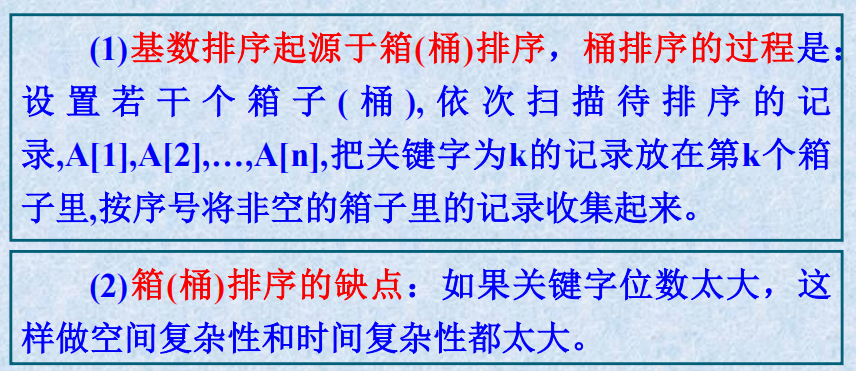 (1)基数排序起源于箱(桶)排序，桶排序的过程是：
设置若干个箱子(桶),依次扫描待排序的记
录,A[1],A[2],…,A[n],把关键字为k的记录放在第k个箱
子里,按序号将非空的箱子里的记录收集起来。
(2)箱(桶)排序的缺点：如果关键字位数太大，这
样做空间复杂性和时间复杂性都太大。